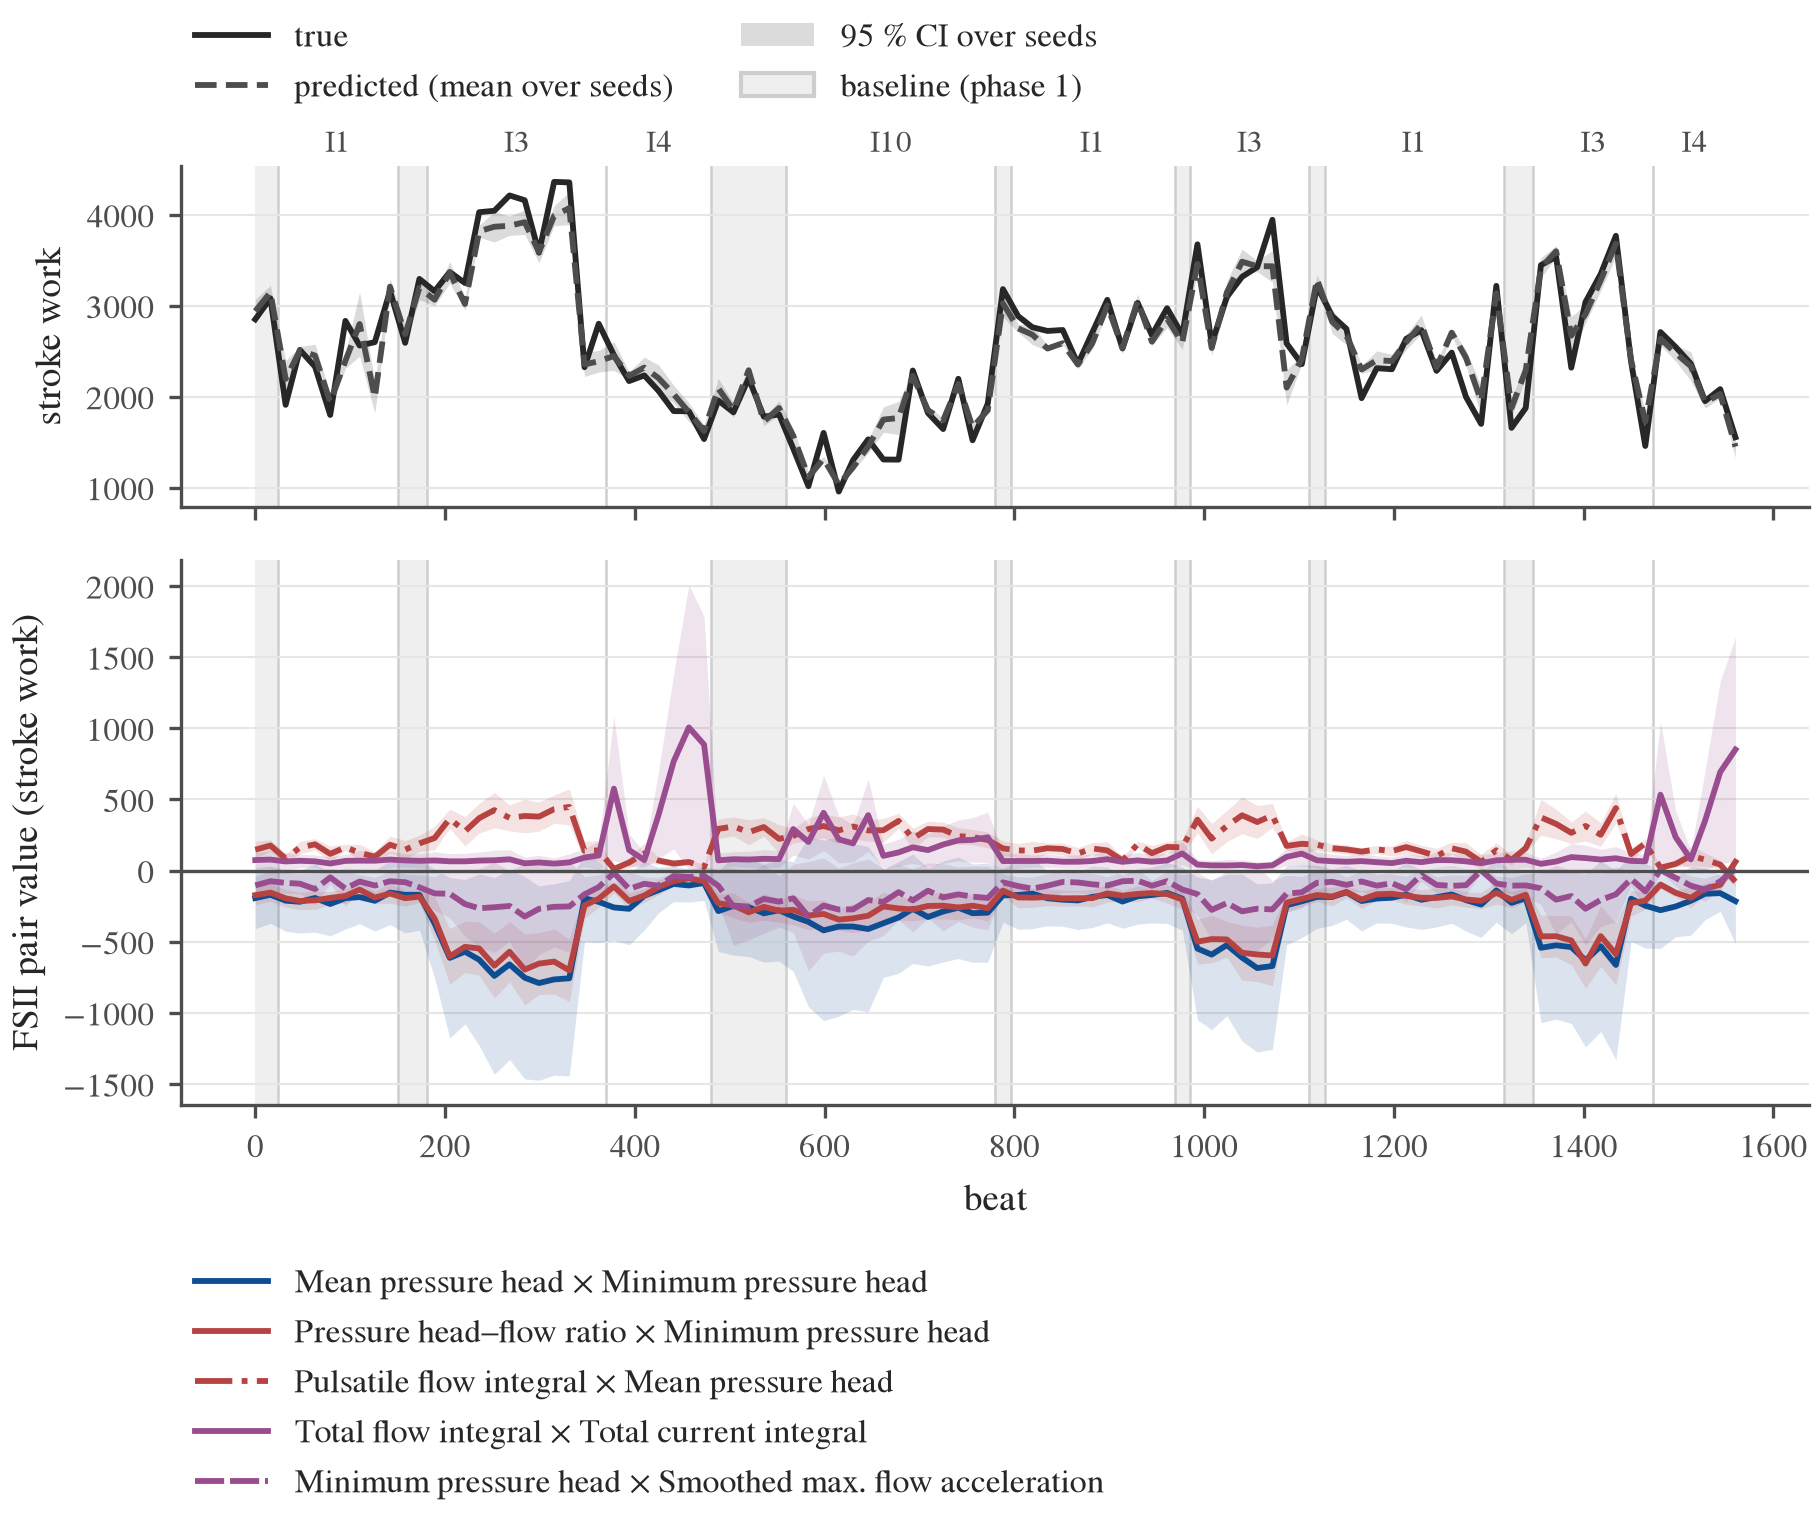 true
95 % CI over seeds
predicted (mean over seeds)
baseline (phase 1)
I1 I3 I4 I10 I1 I3 I1 I3 I4
stroke work
4000
3000
2000
1000
FSII pair value (stroke work)
2000
1500
1000
500
0
−500
−1000
−1500
0 200 400 600 800 1000 1200 1400 1600
beat
Mean pressure head × Minimum pressure head
Pressure head–flow ratio × Minimum pressure head
Pulsatile flow integral × Mean pressure head
Total flow integral × Total current integral
Minimum pressure head × Smoothed max. flow acceleration